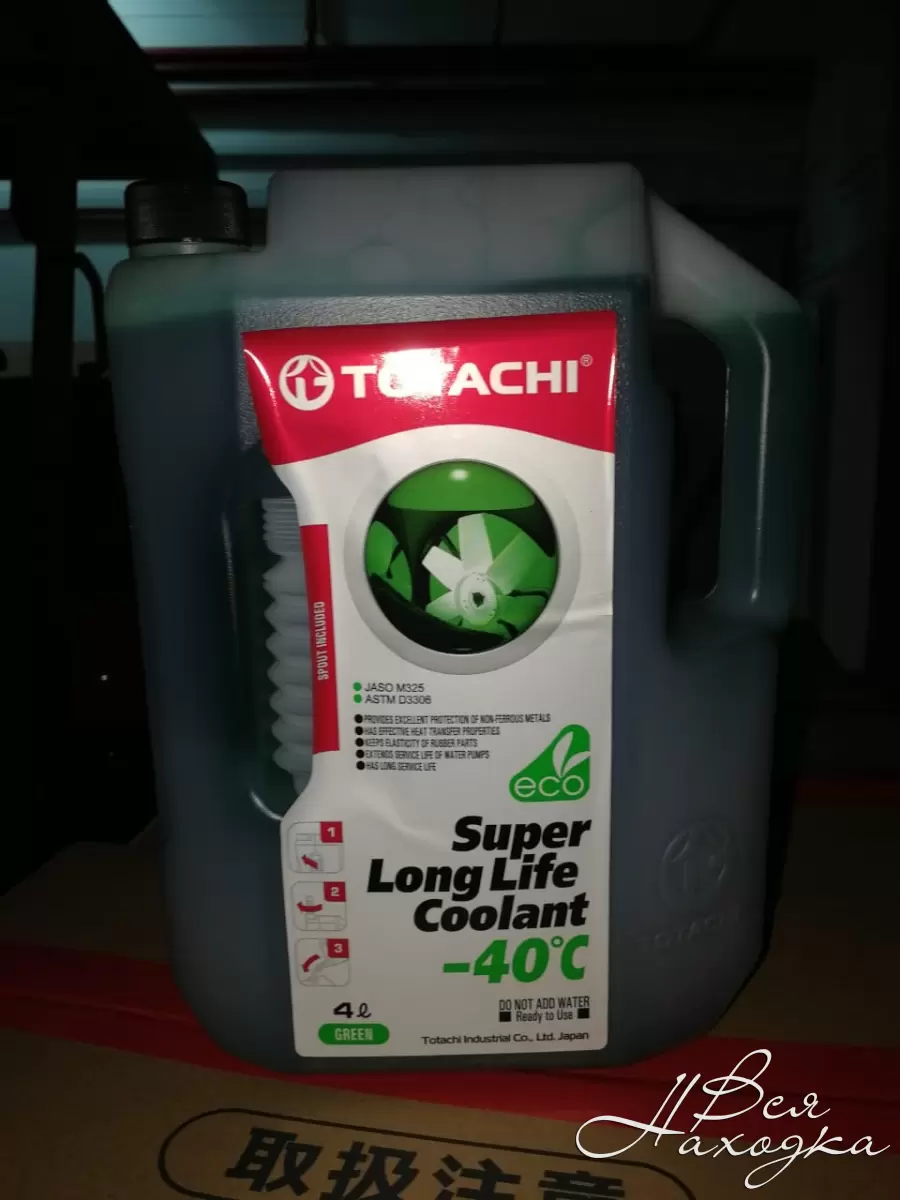 TOTACHI®
SPOUT INCLUDED
JASO M325
ASTM D3306
PROVIDES EXCELLENT PROTECTION OF NON-FERROUS METALS
HAS EFFECTIVE HEAT TRANSFER PROPERTIES
KEEPS ELASTICITY OF RUBBER PARTS
EXTENDS SERVICE LIFE OF WATER PUMPS
HAS LONG SERVICE LIFE
eco
1
2
3
Super
Long Life
Coolant
-40°C
4ℓ
GREEN
DO NOT ADD WATER
Ready to Use
Totachi Industrial Co., Ltd. Japan
TOTACHI
取扱注意
Вся
Находка